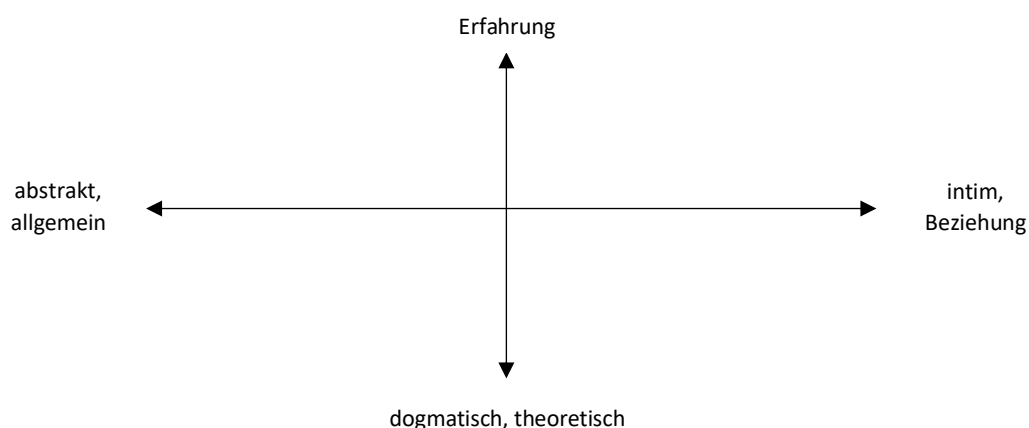 Erfahrung
abstrakt,
allgemein
intim,
Beziehung
dogmatisch, theoretisch